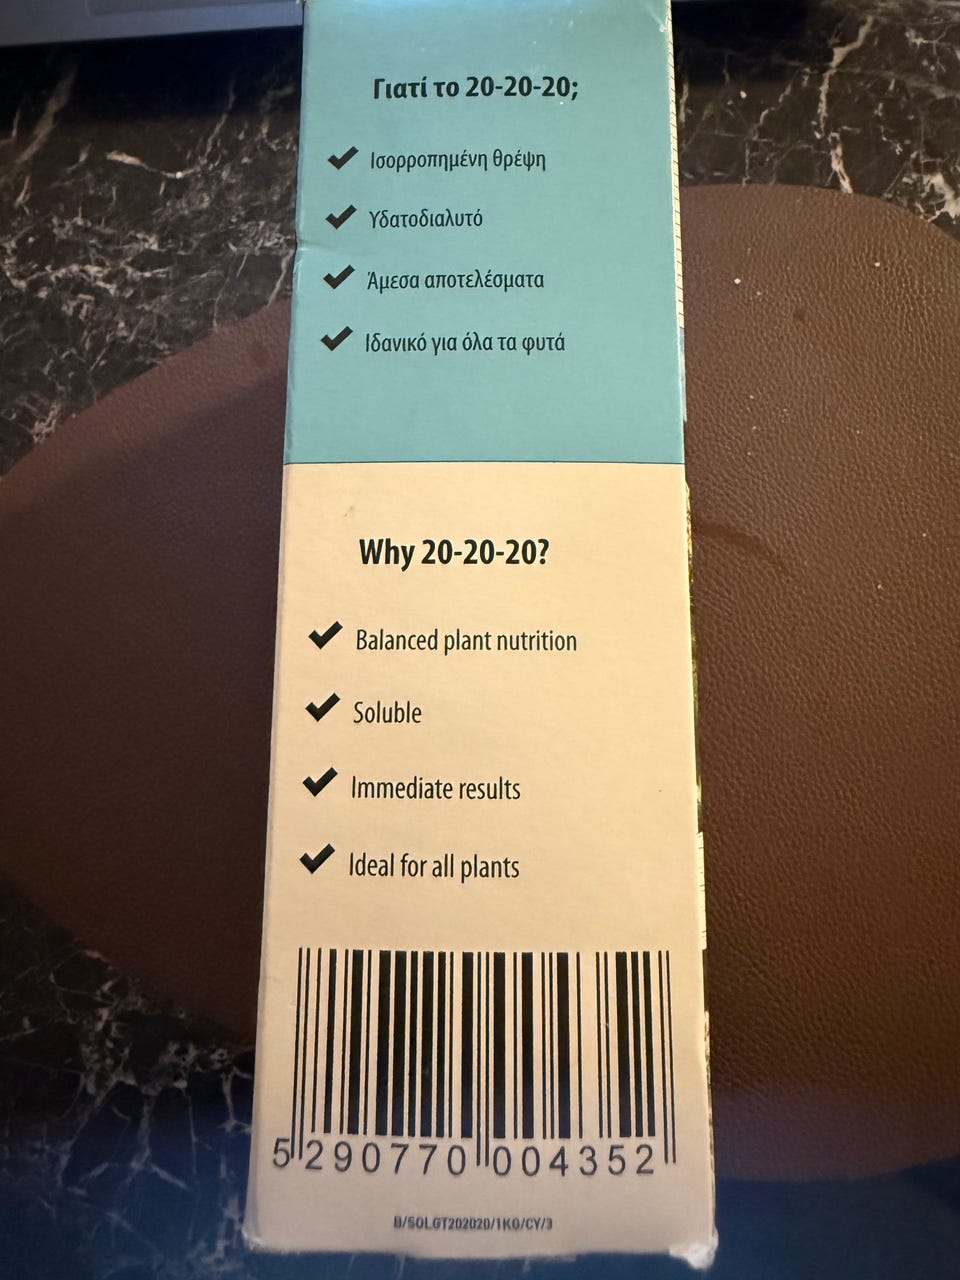 Γιατί το 20-20-20;
Ισορροπημένη θρέψη
Υδατοδιαλυτό
Άμεσα αποτελέσματα
Ιδανικό για όλα τα φυτά
Why 20-20-20?
Balanced plant nutrition
Soluble
Immediate results
Ideal for all plants
5 290770 004352
B/SOLGT202020/1KG/CY/3